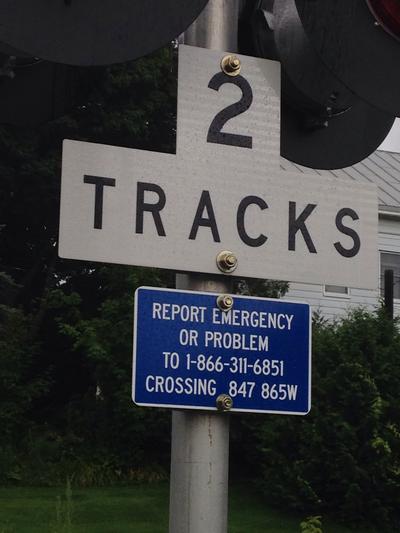 2
TRACKS
REPORT EMERGENCY
OR PROBLEM
TO 1-866-311-6851
CROSSING 847 865W